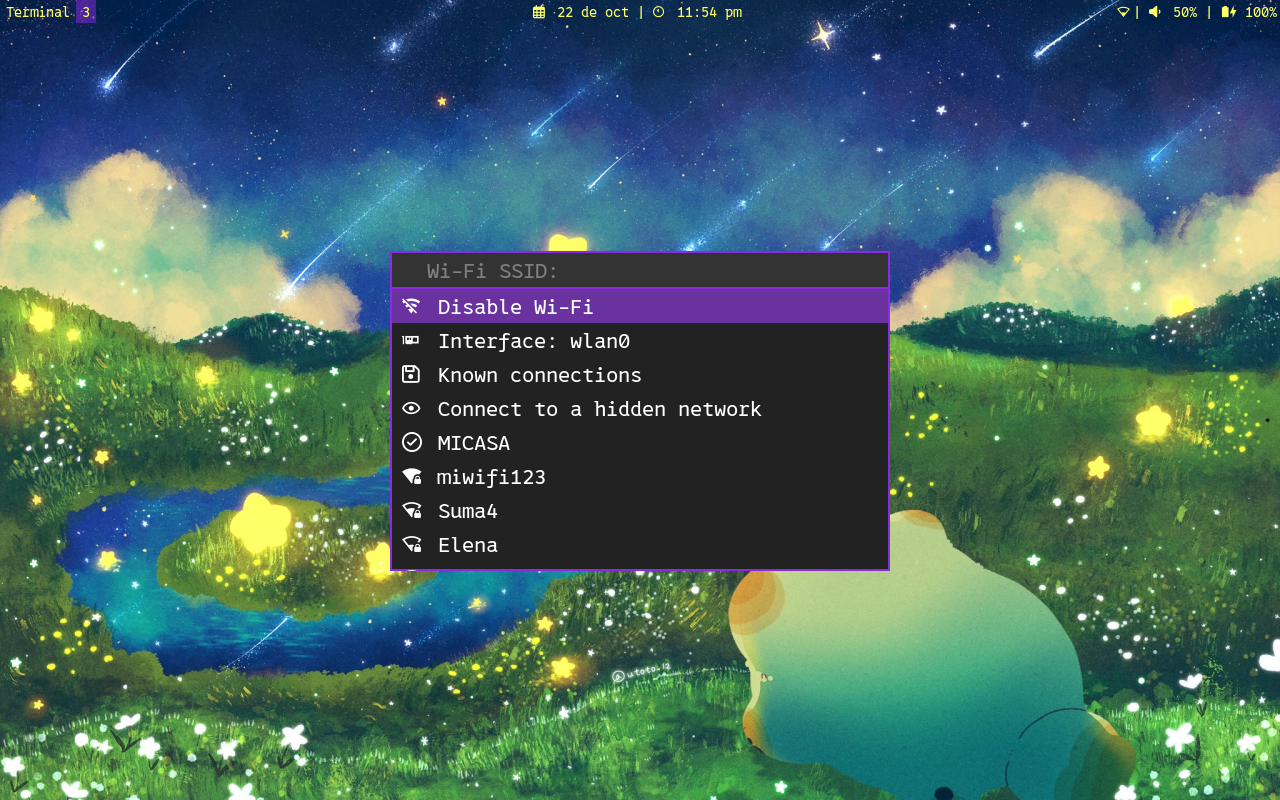 Terminal 3
22 de oct | 11:54 pm
| 50% | 100%
Wi-Fi SSID:
Disable Wi-Fi
Interface: wlan0
Known connections
Connect to a hidden network
MICASA
miwifi123
Suma4
Elena